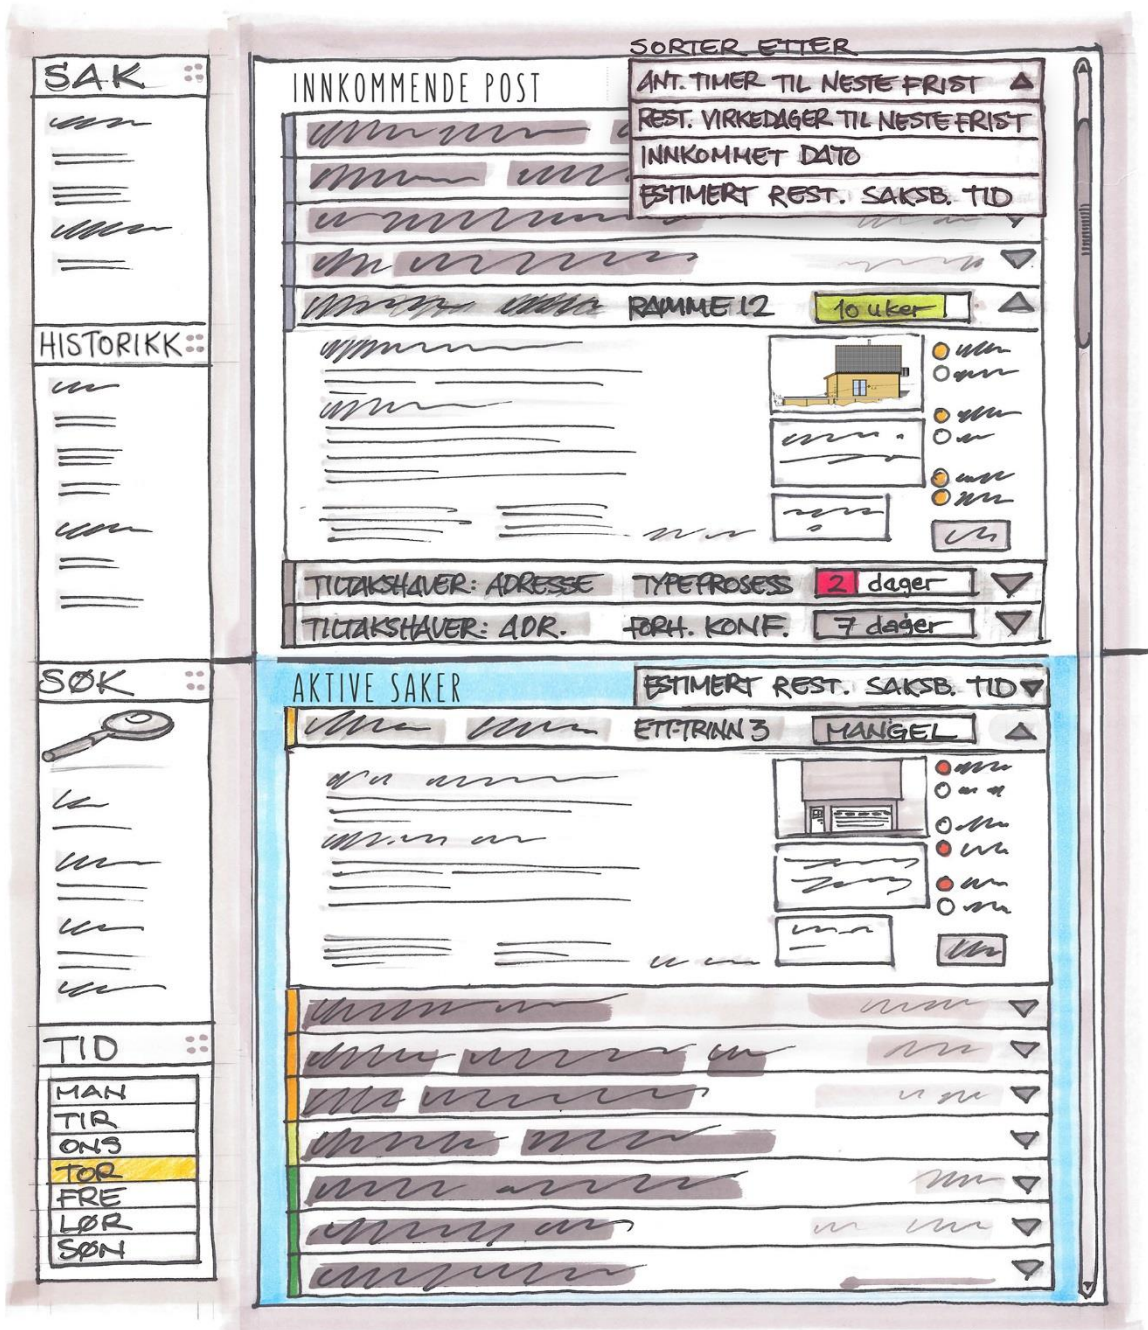 SAK
HISTORIKK
SØK
TID
MAN
TIR
ONS
TOR
FRE
LØR
SØN
INNKOMMENDE POST
SORTER ETTER
ANT. TIMER TIL NESTE FRIST
REST. VIRKEDAGER TIL NESTE FRIST
INNKOMMET DATO
ESTIMERT REST. SAKSB. TID
RAMME 12 10 uker
TILTAKSHAVER: ADRESSE TYPEPROSESS 2 dager
TILTAKSHAVER: ADR. FORH. KONF. 7 dager
AKTIVE SAKER ESTIMERT REST. SAKSB. TID
ETT-TRINN 3 MANGEL